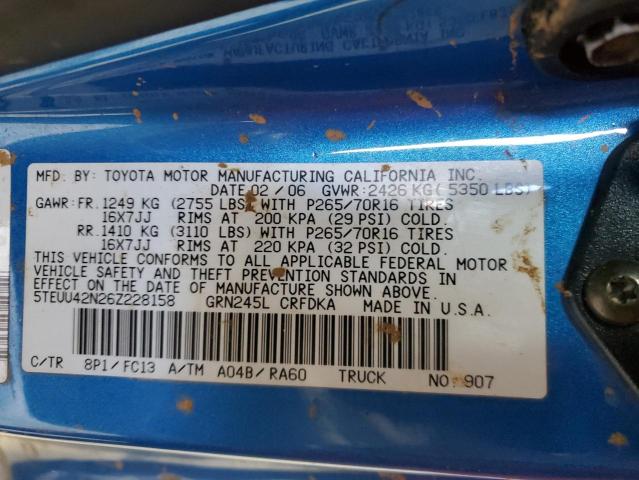 MFD. BY: TOYOTA MOTOR MANUFACTURING CALIFORNIA INC.
DATE 02/06 GVWR:2426 KG( 5350 LBS)
GAWR:FR.1249 KG (2755 LBS) WITH P265/70R16 TIRES
16X7JJ RIMS AT 200 KPA (29 PSI) COLD.
RR.1410 KG (3110 LBS) WITH P265/70R16 TIRES
16X7JJ RIMS AT 220 KPA (32 PSI) COLD.
THIS VEHICLE CONFORMS TO ALL APPLICABLE FEDERAL MOTOR
VEHICLE SAFETY AND THEFT PREVENTION STANDARDS IN
EFFECT ON THE DATE OF MANUFACTURE SHOWN ABOVE.
5TEUU42N26Z228158 GRN245L CRFDKA MADE IN U.S.A.
C/TR 8P1/FC13 A/TM A04B/RA60 TRUCK NO. 907